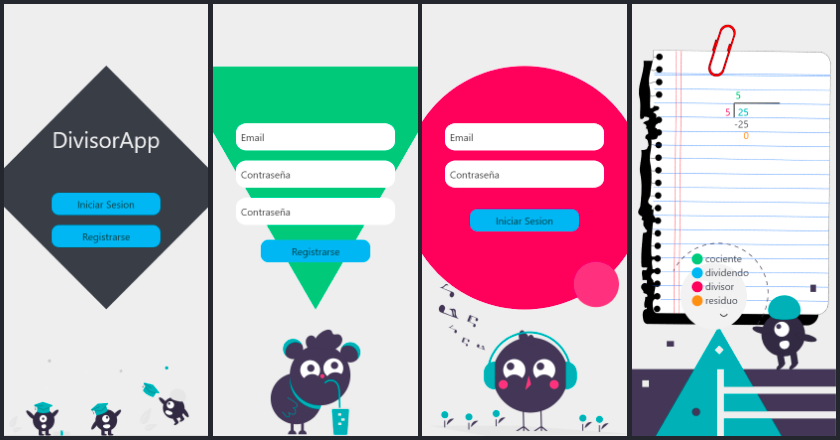 DivisorApp
Iniciar Sesion
Registrarse
Email
Contraseña
Contraseña
Registrarse
Email
Contraseña
Iniciar Sesion
5
5 25
-25
0
cociente
dividendo
divisor
residuo